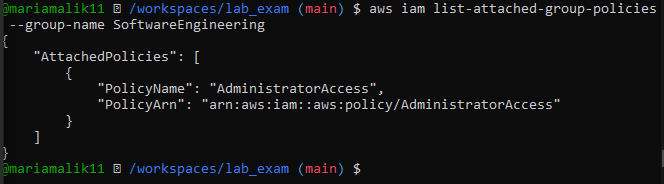 @mariamalik11 /workspaces/lab_exam (main) $ aws iam list-attached-group-policies
 --group-name SoftwareEngineering
{
    "AttachedPolicies": [
        {
            "PolicyName": "AdministratorAccess",
            "PolicyArn": "arn:aws:iam::aws:policy/AdministratorAccess"
        }
    ]
}
@mariamalik11 /workspaces/lab_exam (main) $